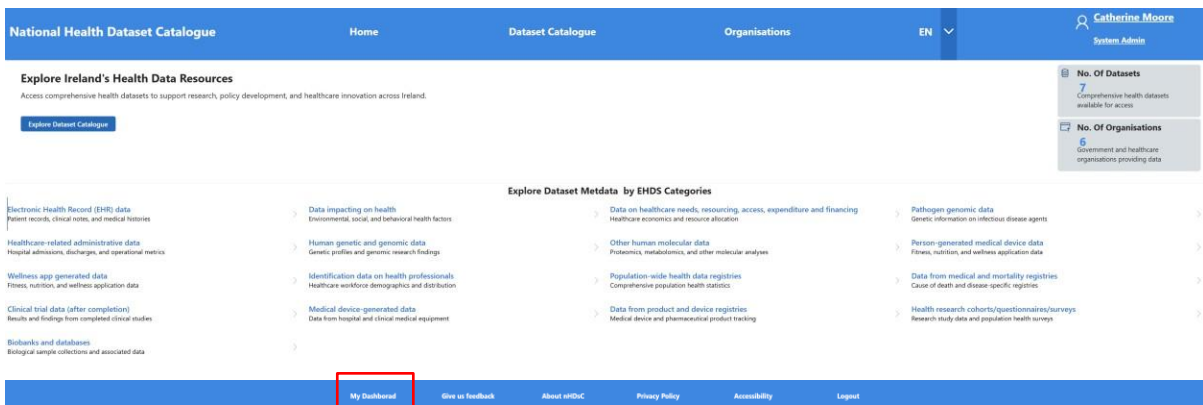 National Health Dataset Catalogue
Home
Dataset Catalogue
Organisations
EN
Catherine Moore
System Admin
Explore Ireland's Health Data Resources
Access comprehensive health datasets to support research, policy development, and healthcare innovation across Ireland.
Explore Dataset Catalogue
No. Of Datasets
7
Comprehensive health datasets
available for access
No. Of Organisations
6
Government and healthcare
organisations providing data
Explore Dataset Metdata by EHDS Categories
Electronic Health Record (EHR) data
Patient records, clinical notes, and medical histories
Data impacting on health
Environmental, social, and behavioral health factors
Data on healthcare needs, resourcing, access, expenditure and financing
Healthcare economics and resource allocation
Pathogen genomic data
Genetic information on infectious disease agents
Healthcare-related administrative data
Hospital admissions, discharges, and operational metrics
Human genetic and genomic data
Genetic profiles and genomic research findings
Other human molecular data
Proteomics, metabolomics, and other molecular analyses
Person-generated medical device data
Fitness, nutrition, and wellness application data
Wellness app generated data
Fitness, nutrition, and wellness application data
Identification data on health professionals
Healthcare workforce demographics and distribution
Population-wide health data registries
Comprehensive population health statistics
Data from medical and mortality registries
Cause of death and disease-specific registries
Clinical trial data (after completion)
Results and findings from completed clinical studies
Medical device-generated data
Data from hospital and clinical medical equipment
Data from product and device registries
Medical device and pharmaceutical product tracking
Health research cohorts/questionnaires/surveys
Research study data and population health surveys
Biobanks and databases
Biological sample collections and associated data
My Dashborad
Give us feedback
About nHDsC
Privacy Policy
Accessibility
Logout